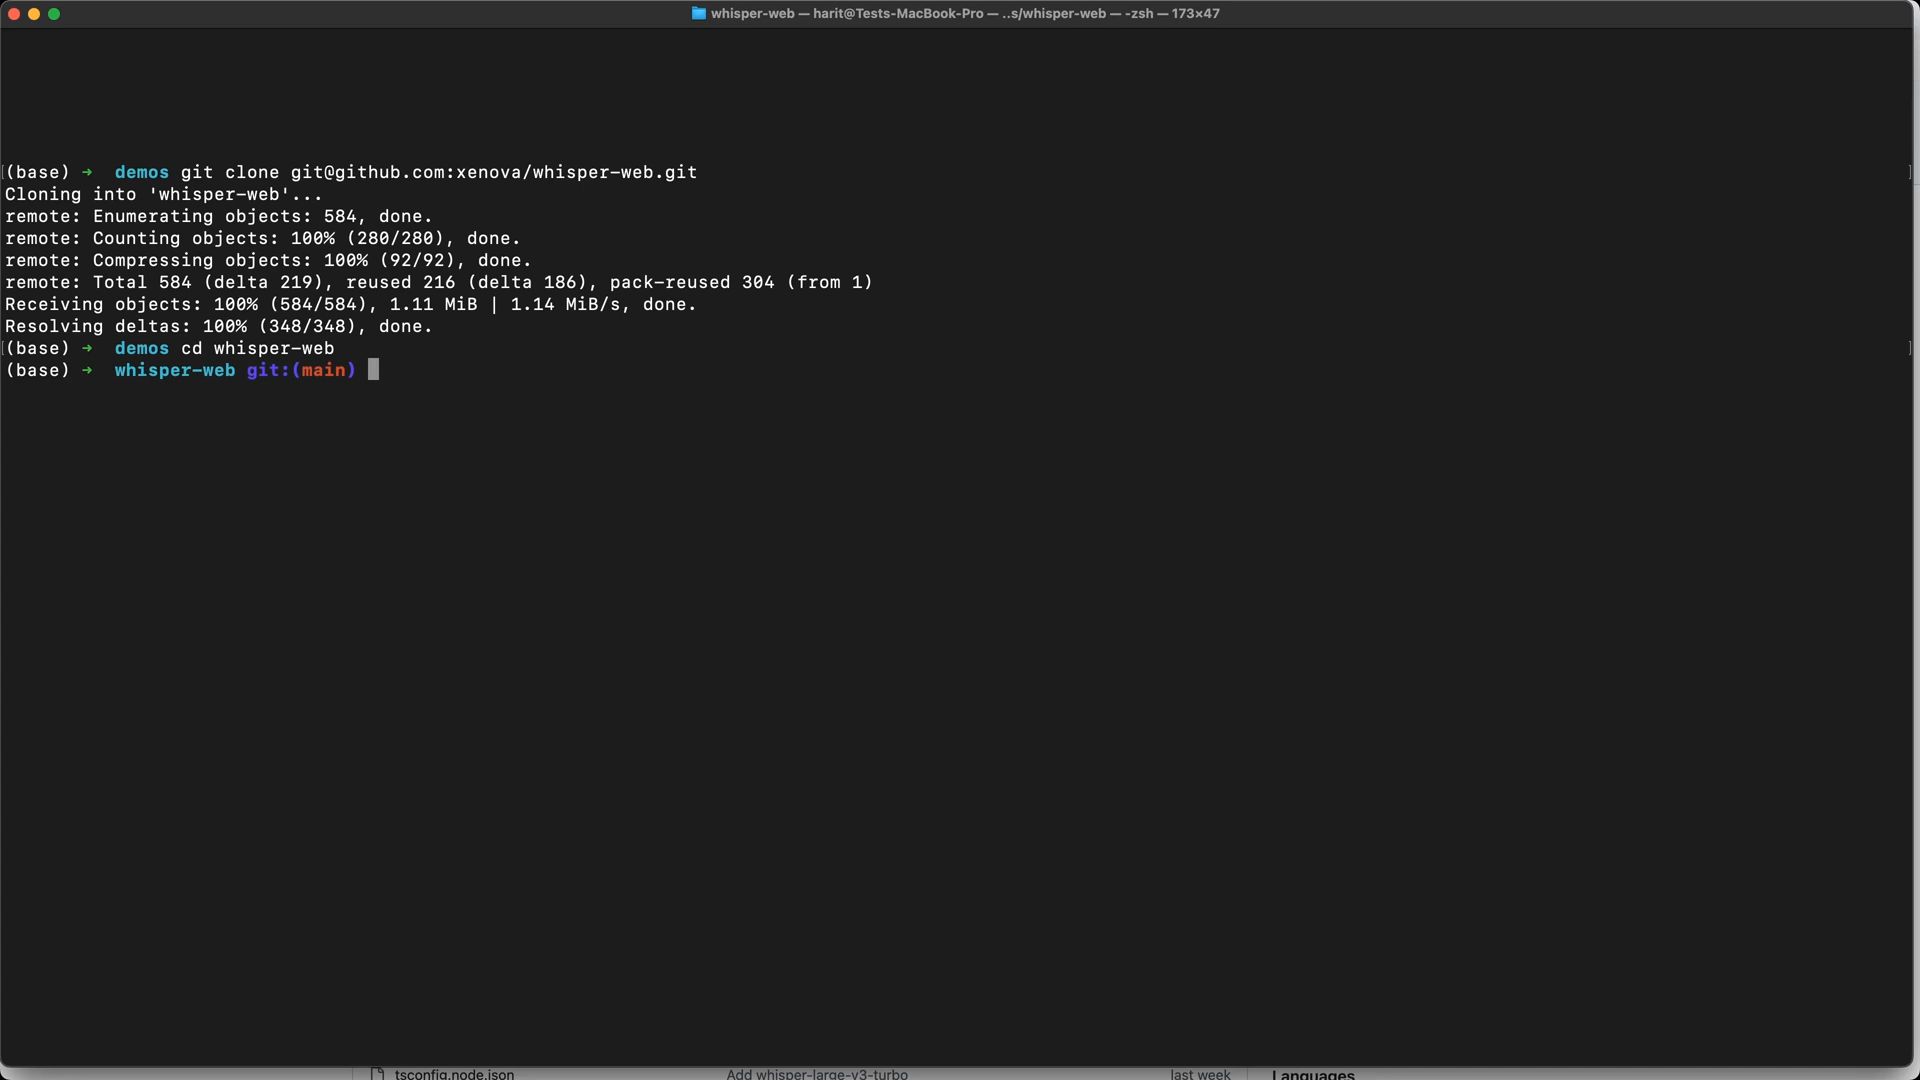 whisper-web — harit@Tests-MacBook-Pro — ..s/whisper-web — -zsh — 173×47
(base) ➜  demos git clone git@github.com:xenova/whisper-web.git
Cloning into 'whisper-web'...
remote: Enumerating objects: 584, done.
remote: Counting objects: 100% (280/280), done.
remote: Compressing objects: 100% (92/92), done.
remote: Total 584 (delta 219), reused 216 (delta 186), pack-reused 304 (from 1)
Receiving objects: 100% (584/584), 1.11 MiB | 1.14 MiB/s, done.
Resolving deltas: 100% (348/348), done.
(base) ➜  demos cd whisper-web
(base) ➜  whisper-web git:(main)
tsconfig.node.json Add whisper-large-v3-turbo last week Languages